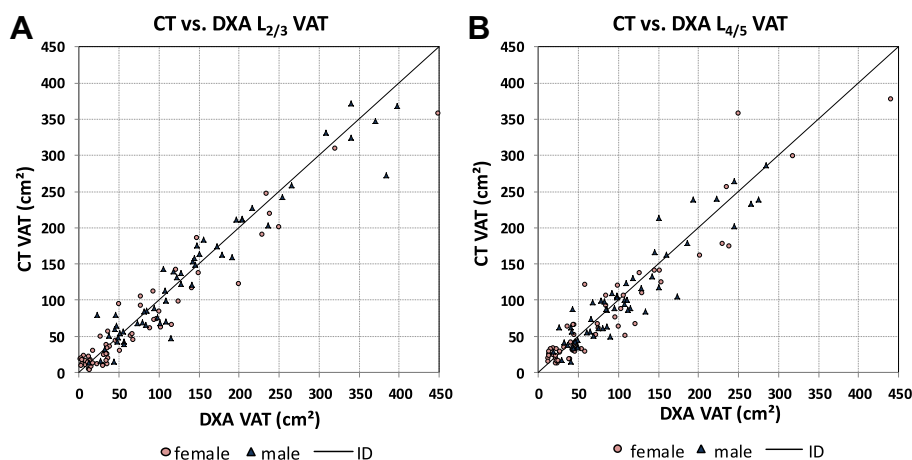 A
CT vs. DXA L2/3 VAT
CT VAT (cm²)
450
400
350
300
250
200
150
100
50
0
0 50 100 150 200 250 300 350 400 450
DXA VAT (cm²)
female male ID
B
CT vs. DXA L4/5 VAT
CT VAT (cm²)
450
400
350
300
250
200
150
100
50
0
0 50 100 150 200 250 300 350 400 450
DXA VAT (cm²)
female male ID